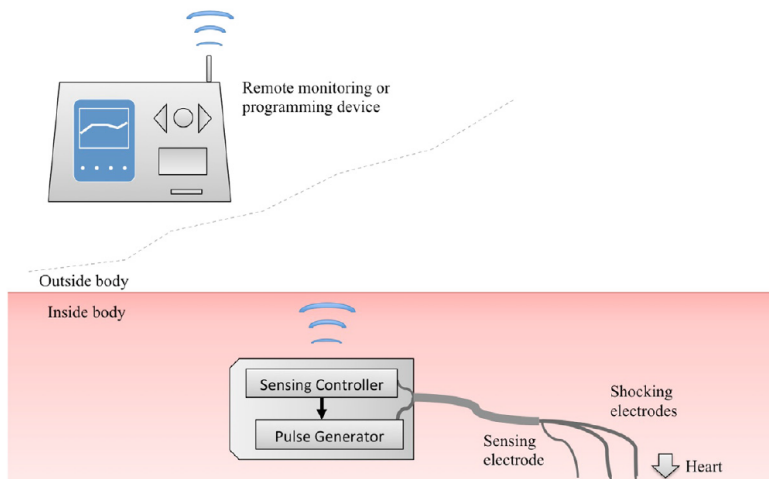 Remote monitoring or
programming device
Outside body
Inside body
Sensing Controller
Pulse Generator
Shocking
electrodes
Sensing
electrode
Heart